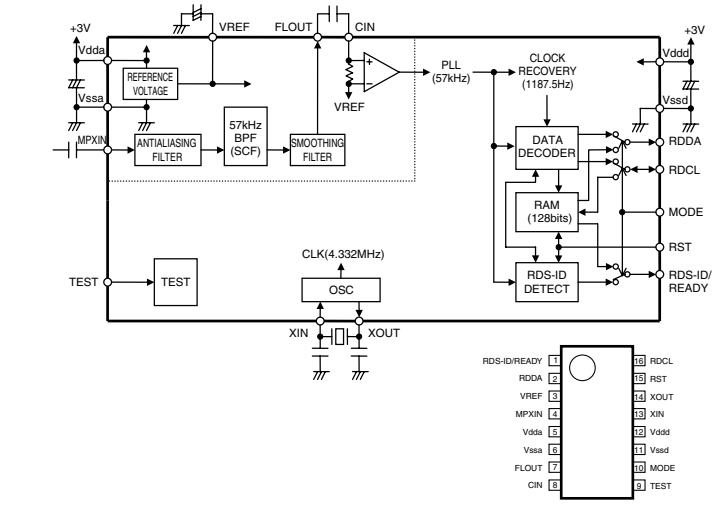 +3V
VREF
FLOUT
CIN
+3V
Vdda
Vddd
REFERENCE
VOLTAGE
PLL
(57kHz)
CLOCK
RECOVERY
(1187.5Hz)
Vssa
VREF
Vssd
MPXIN
ANTIALIASING
FILTER
57kHz
BPF
(SCF)
SMOOTHING
FILTER
DATA
DECODER
RDDA
RDCL
RAM
(128bits)
MODE
RST
CLK(4.332MHz)
TEST
TEST
OSC
RDS-ID
DETECT
RDS-ID/
READY
XIN
XOUT
RDS-ID/READY 1
16 RDCL
RDDA 2
15 RST
VREF 3
14 XOUT
MPXIN 4
13 XIN
Vdda 5
12 Vddd
Vssa 6
11 Vssd
FLOUT 7
10 MODE
CIN 8
9 TEST